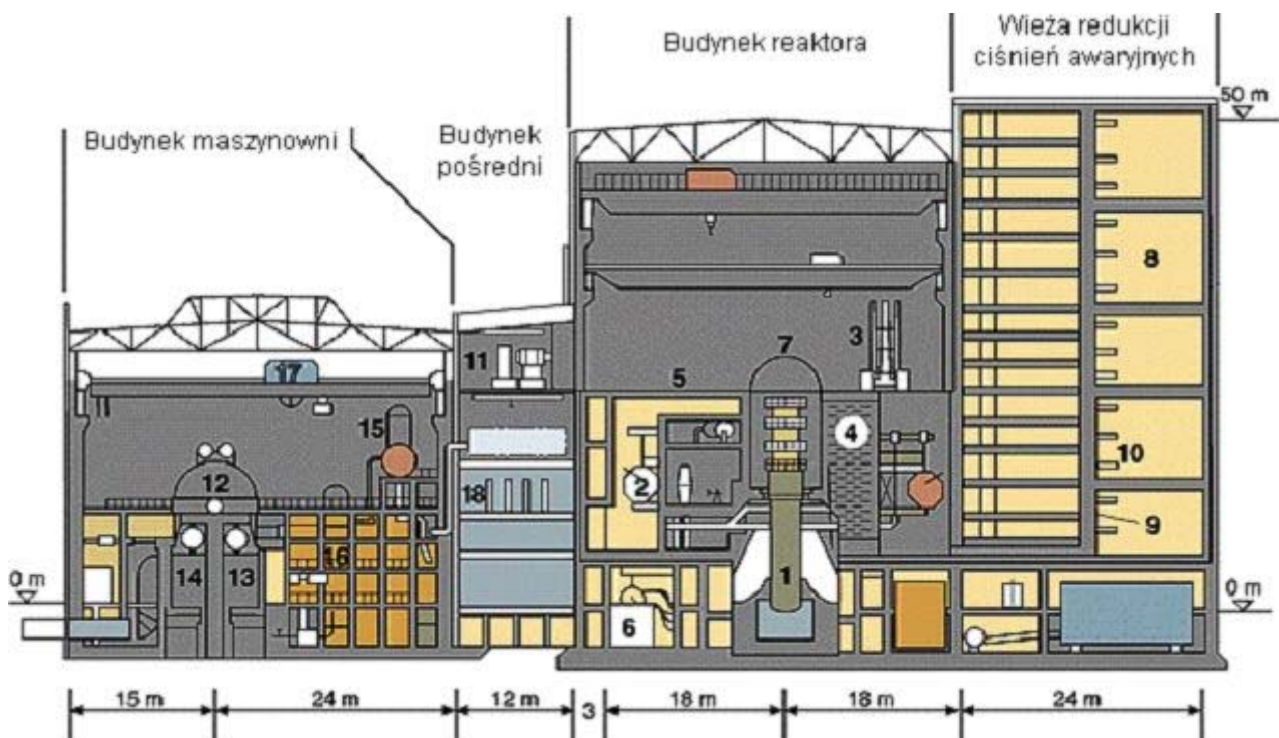 Wieża redukcji
ciśnień awaryjnych
Budynek reaktora
Budynek maszynowni
Budynek
pośredni
50 m
8
17
11
7
3
5
15
4
10
12
18
2
9
16
14
13
1
6
0 m
0 m
15 m
24 m
12 m
3
18 m
18 m
24 m